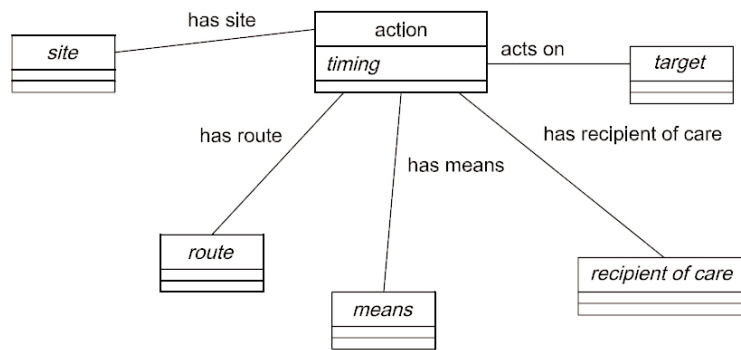 has site
action
site
timing
acts on
target
has route
has means
has recipient of care
route
means
recipient of care